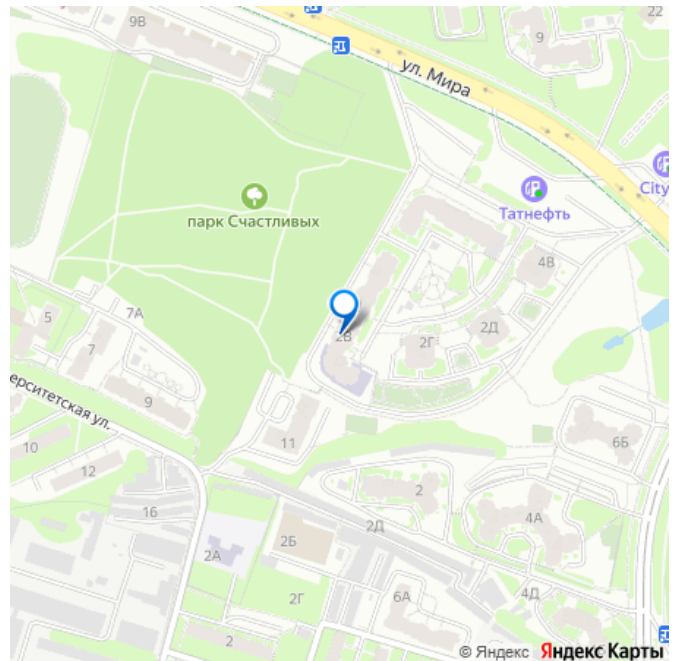 9В
22
9
ул. Мира
City
парк Счастливых
Татнефть
4В
7А
5
7
2В
2Г
2Д
9
ерситетская ул.
11
10
12
6Б
2
16
2Д
4А
2А
2Б
2Г
6А
4Д
2
© Яндекс Яндекс Карты